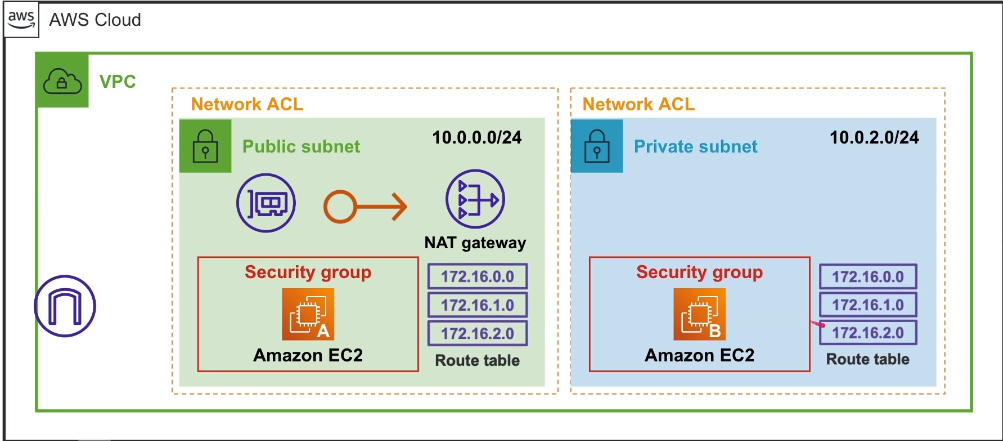 aws
AWS Cloud
VPC
Network ACL
Public subnet
10.0.0.0/24
NAT gateway
Security group
A
Amazon EC2
172.16.0.0
172.16.1.0
172.16.2.0
Route table
Network ACL
Private subnet
10.0.2.0/24
Security group
B
Amazon EC2
172.16.0.0
172.16.1.0
172.16.2.0
Route table